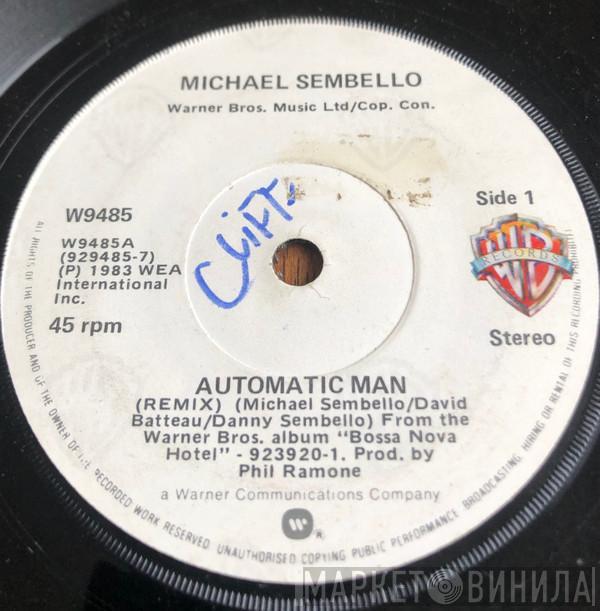 MICHAEL SEMBELLO
Warner Bros. Music Ltd/Cop. Con.
W9485
W9485A
(929485-7)
(P) 1983 WEA
International
Inc.
45 rpm
Side 1
WB
RECORDS
Stereo
AUTOMATIC MAN
(REMIX) (Michael Sembello/David
Batteau/Danny Sembello) From the
Warner Bros. album “Bossa Nova
Hotel” - 923920-1. Prod. by
Phil Ramone
a Warner Communications Company
R.
ALL RIGHTS OF THE PRODUCER AND OF THE OWNER OF THE RECORDED WORK RESERVED UNAUTHORISED COPYING PUBLIC PERFORMANCE BROADCASTING, HIRING OR RENTAL OF THIS RECORDING PROHIBITED
МАРКЕТ ВИНИЛА